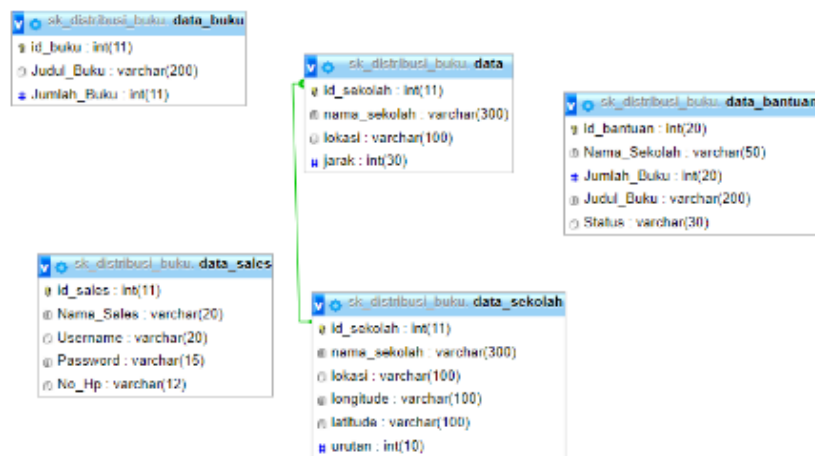 sk_distribusi_buku. data_buku
id_buku : int(11)
Judul_Buku : varchar(200)
Jumlah_Buku : int(11)
sk_distribusi_buku. data
id_sekolah : int(11)
nama_sekolah : varchar(300)
lokasi : varchar(100)
jarak : int(30)
sk_distribusi_buku. data_bantuan
id_bantuan : int(20)
Nama_Sekolah : varchar(50)
Jumlah_Buku : int(20)
Judul_Buku : varchar(200)
Status : varchar(30)
sk_distribusi_buku. data_sales
id_sales : int(11)
Nama_Sales : varchar(20)
Username : varchar(20)
Password : varchar(15)
No_Hp : varchar(12)
sk_distribusi_buku. data_sekolah
id_sekolah : int(11)
nama_sekolah : varchar(300)
lokasi : varchar(100)
longitude : varchar(100)
latitude : varchar(100)
urutan : int(10)